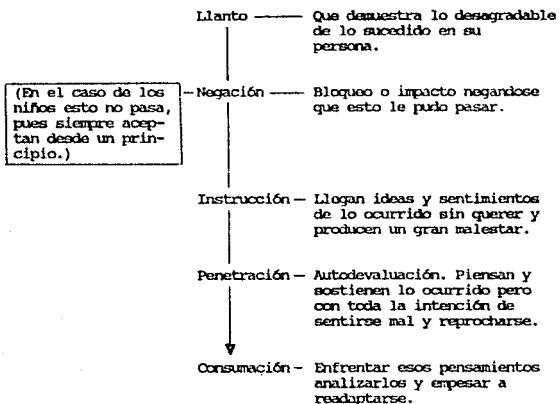 Llanto — Que demuestra lo desagradable
de lo sucedido en su
persona.
(En el caso de los
niños esto no pasa,
pues siempre acep-
tan desde un prin-
cipio.)
Negación — Bloqueo o impacto negandose
que esto le pudo pasar.
Instrucción — Llegan ideas y sentimientos
de lo ocurrido sin querer y
producen un gran malestar.
Penetración — Autodevaluación. Piensan y
sostienen lo ocurrido pero
con toda la intención de
sentirse mal y reprocharse.
Consumación — Enfrentar esos pensamientos
analizarlos y empesar a
readaptarse.